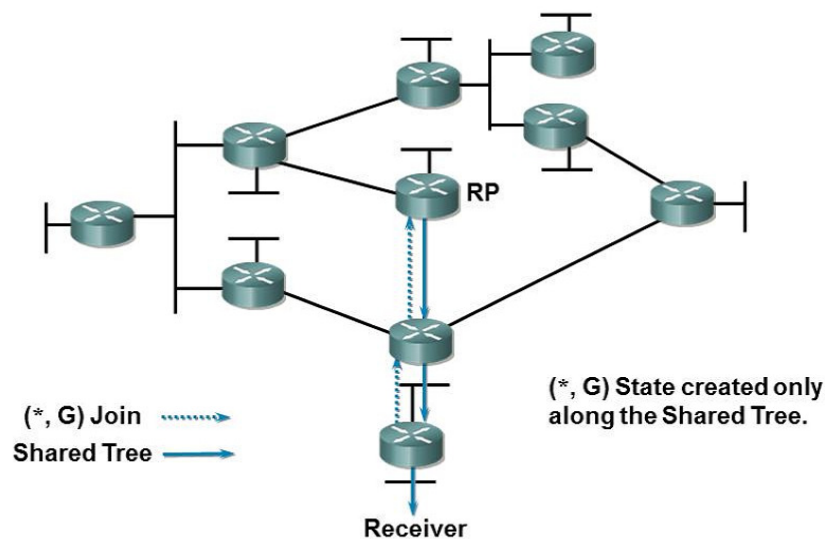 RP
(*, G) Join
Shared Tree
(*, G) State created only
along the Shared Tree.
Receiver